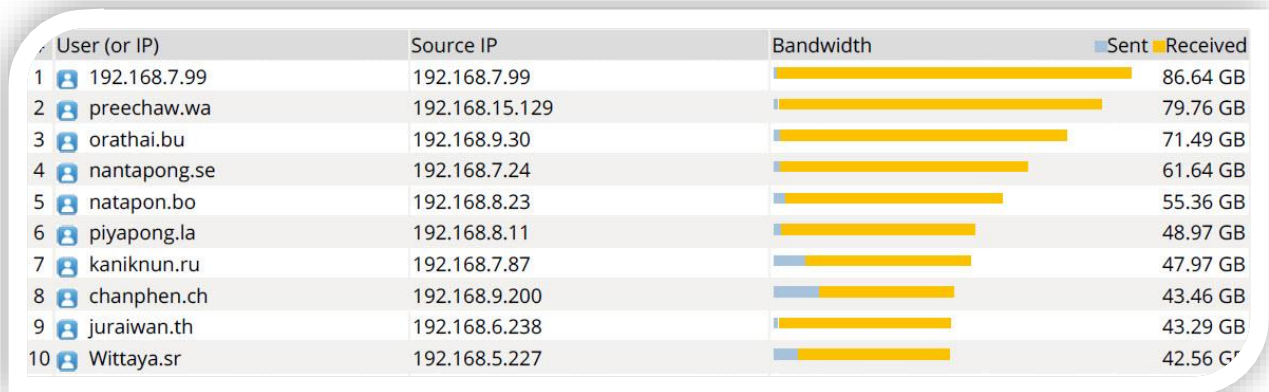 User (or IP) Source IP Bandwidth Sent Received
1 192.168.7.99 192.168.7.99 86.64 GB
2 preechaw.wa 192.168.15.129 79.76 GB
3 orathai.bu 192.168.9.30 71.49 GB
4 nantapong.se 192.168.7.24 61.64 GB
5 natapon.bo 192.168.8.23 55.36 GB
6 piyapong.la 192.168.8.11 48.97 GB
7 kaniknun.ru 192.168.7.87 47.97 GB
8 chanphen.ch 192.168.9.200 43.46 GB
9 juraiwan.th 192.168.6.238 43.29 GB
10 Wittaya.sr 192.168.5.227 42.56